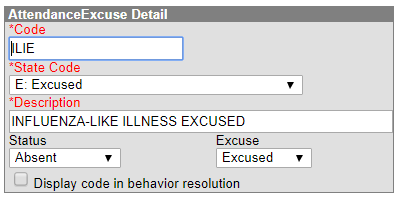 AttendanceExcuse Detail
*Code
ILIE
*State Code
E: Excused
*Description
INFLUENZA-LIKE ILLNESS EXCUSED
Status Excuse
Absent Excused
Display code in behavior resolution